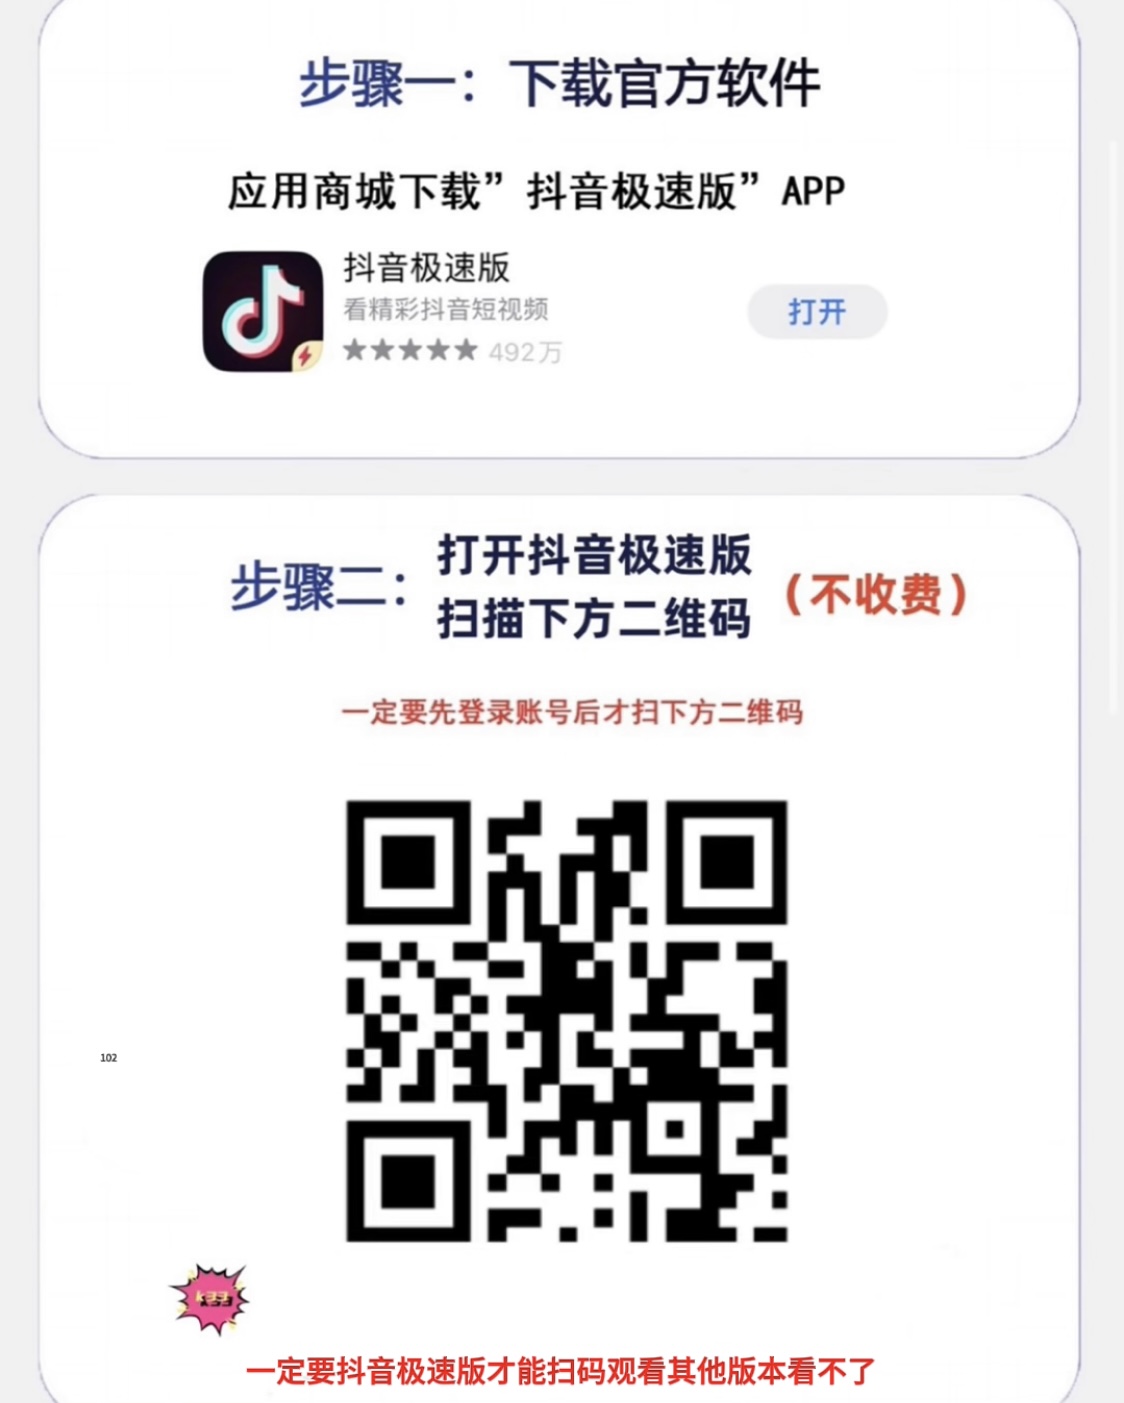 步骤一：下载官方软件
应用商城下载”抖音极速版”APP
抖音极速版
看精彩抖音短视频
492万
打开
步骤二：
打开抖音极速版
扫描下方二维码
（不收费）
一定要先登录账号后才扫下方二维码
102
k33
一定要抖音极速版才能扫码观看其他版本看不了